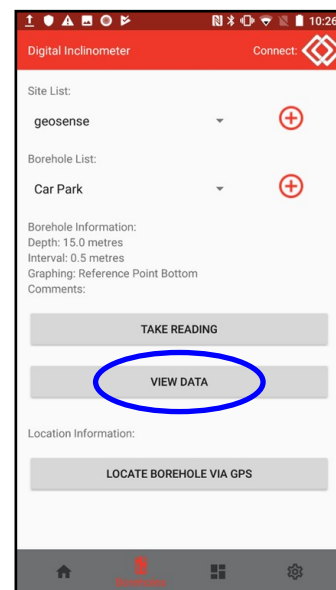 10:26
Digital Inclinometer Connect:
Site List:
geosense
Borehole List:
Car Park
Borehole Information:
Depth: 15.0 metres
Interval: 0.5 metres
Graphing: Reference Point Bottom
Comments:
TAKE READING
VIEW DATA
Location Information:
LOCATE BOREHOLE VIA GPS